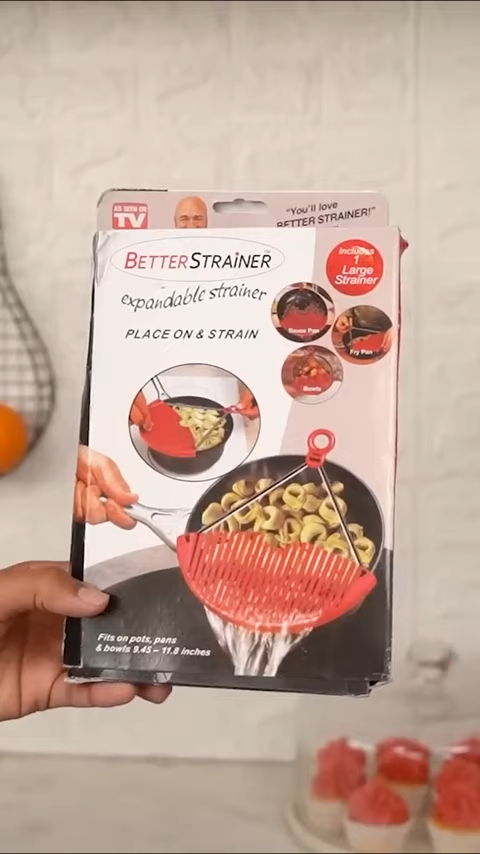 AS SEEN ON
TV
"You'll love
BETTER STRAINER!"
BETTERSTRAINER™
expandable strainer
PLACE ON & STRAIN
Includes
1
Large
Strainer
Sauce Pan
Fry Pan
Bowls
Fits on pots, pans
& bowls 9.45 – 11.8 inches